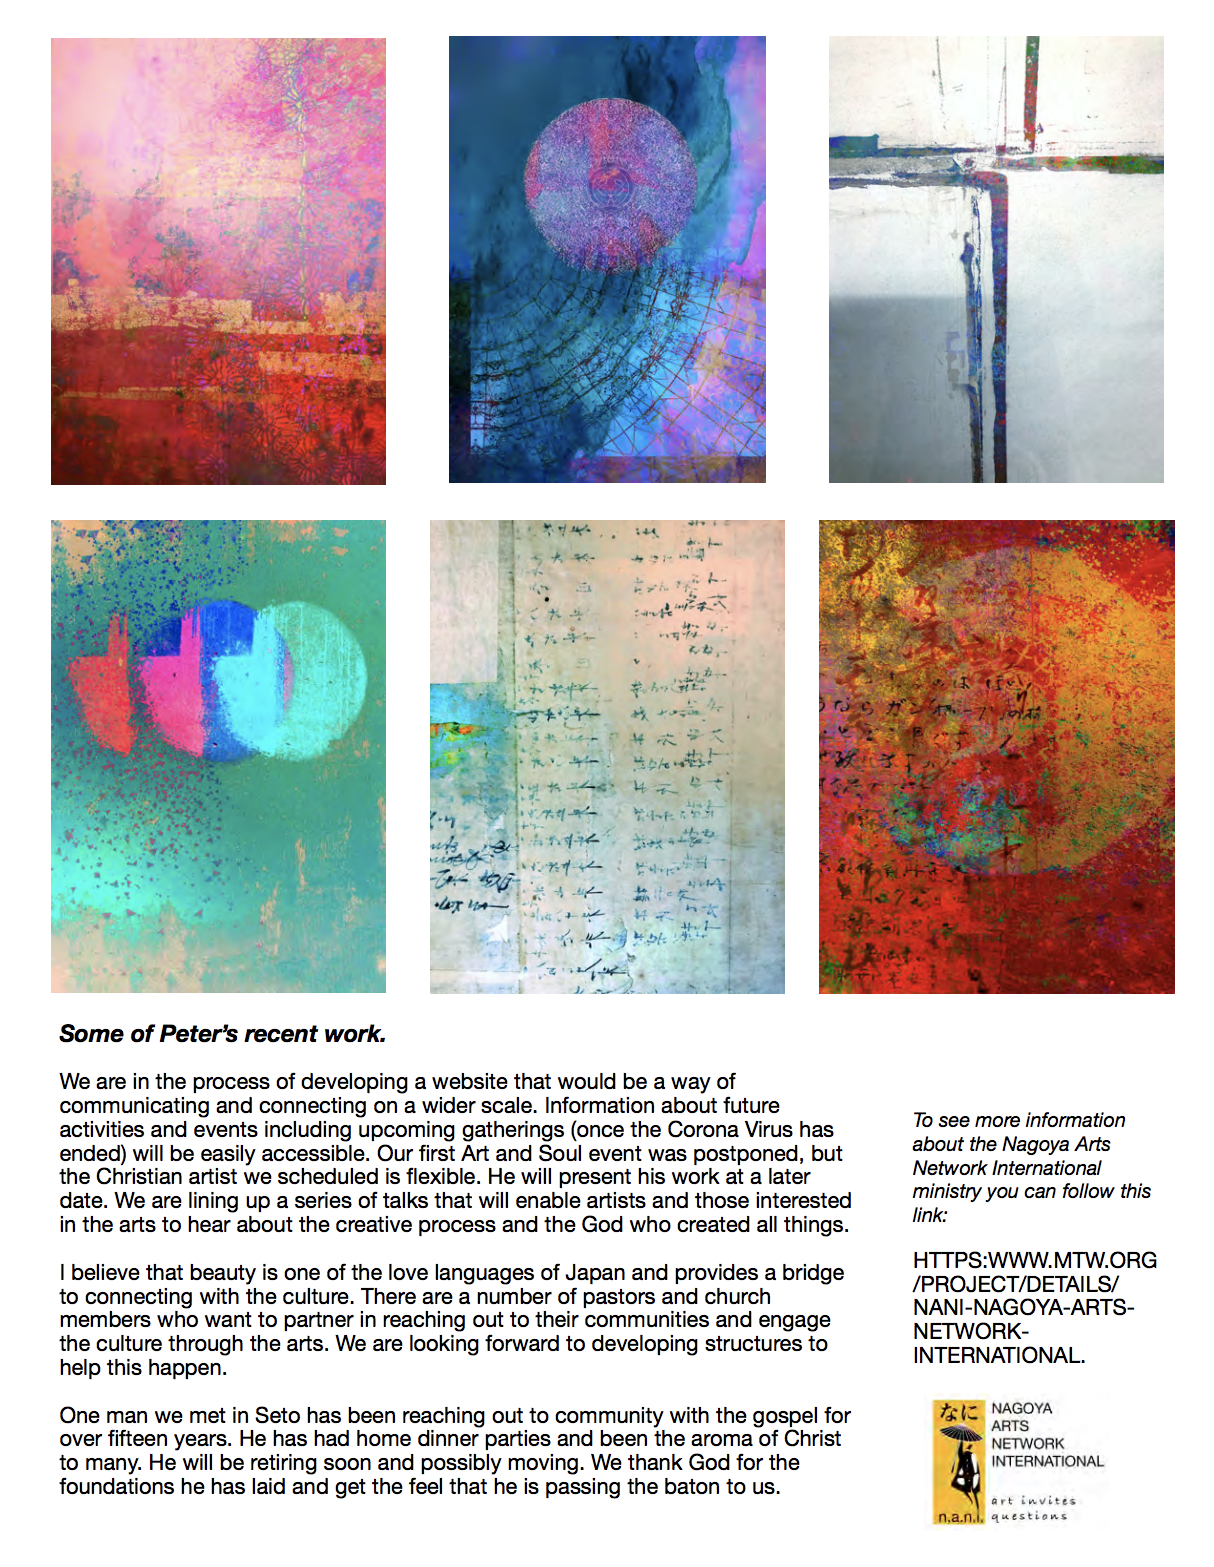 Some of Peter's recent work.
We are in the process of developing a website that would be a way of
communicating and connecting on a wider scale. Information about future
activities and events including upcoming gatherings (once the Corona Virus has
ended) will be easily accessible. Our first Art and Soul event was postponed, but
the Christian artist we scheduled is flexible. He will present his work at a later
date. We are lining up a series of talks that will enable artists and those interested
in the arts to hear about the creative process and the God who created all things.
I believe that beauty is one of the love languages of Japan and provides a bridge
to connecting with the culture. There are a number of pastors and church
members who want to partner in reaching out to their communities and engage
the culture through the arts. We are looking forward to developing structures to
help this happen.
One man we met in Seto has been reaching out to community with the gospel for
over fifteen years. He has had home dinner parties and been the aroma of Christ
to many. He will be retiring soon and possibly moving. We thank God for the
foundations he has laid and get the feel that he is passing the baton to us.
To see more information
about the Nagoya Arts
Network International
ministry you can follow this
link:
HTTPS:WWW.MTW.ORG
/PROJECT/DETAILS/
NANI-NAGOYA-ARTS-
NETWORK-
INTERNATIONAL.
なに
n.a.n.i.
NAGOYA
ARTS
NETWORK
INTERNATIONAL
art invites
questions